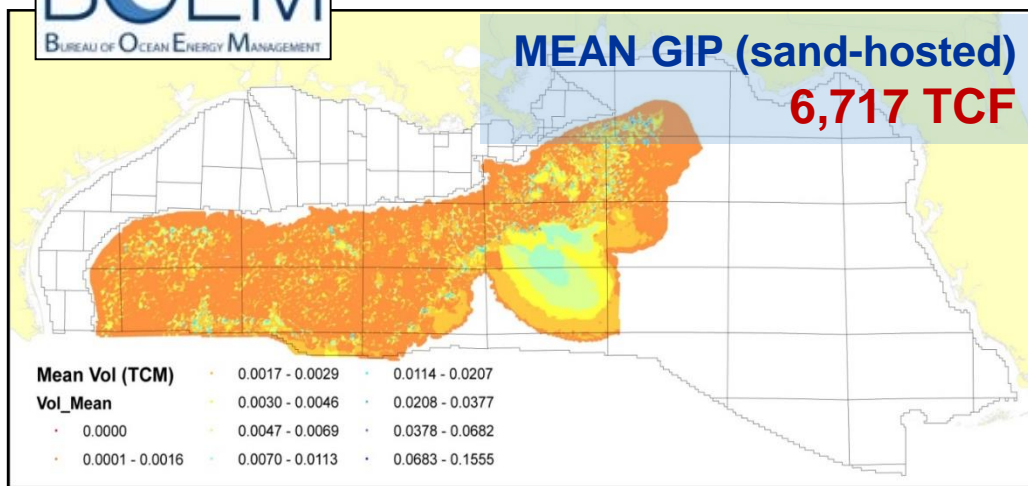 BOEM
BUREAU OF OCEAN ENERGY MANAGEMENT
MEAN GIP (sand-hosted)
6,717 TCF
Mean Vol (TCM)
Vol_Mean
0.0000
0.0001 - 0.0016
0.0017 - 0.0029
0.0030 - 0.0046
0.0047 - 0.0069
0.0070 - 0.0113
0.0114 - 0.0207
0.0208 - 0.0377
0.0378 - 0.0682
0.0683 - 0.1555